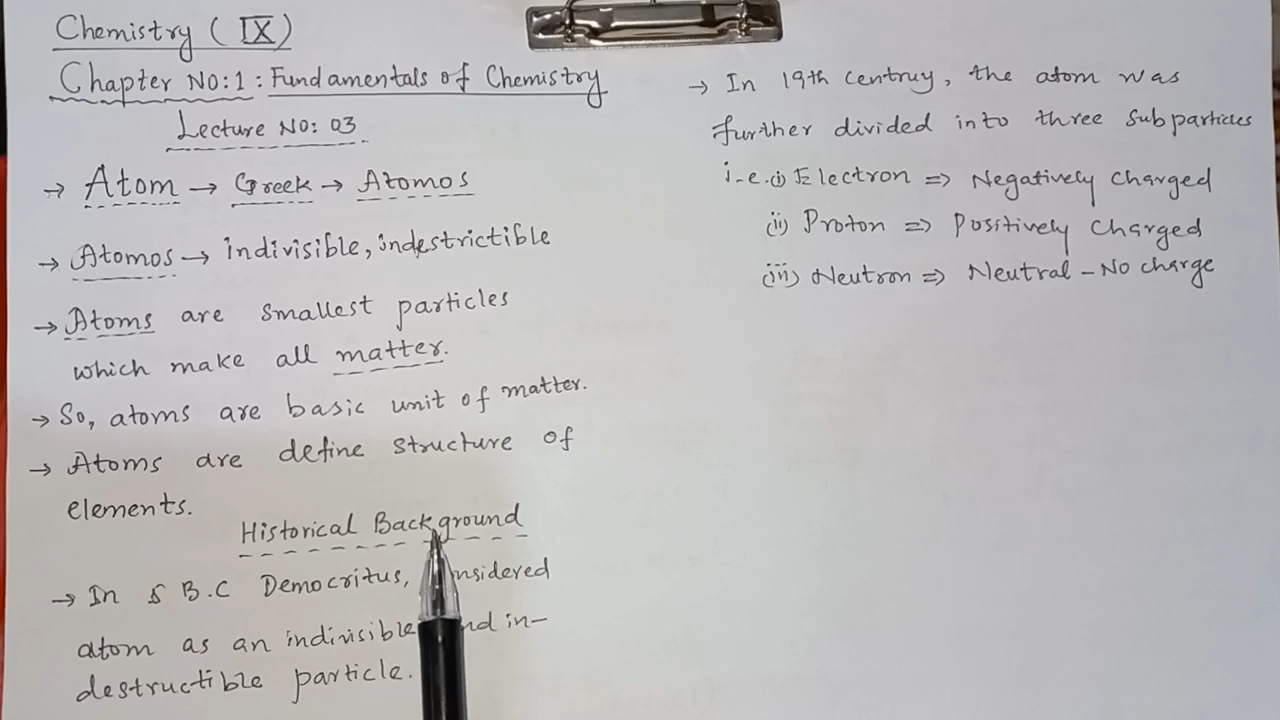 Chemistry (IX)
Chapter No:1 : Fundamentals of Chemistry
Lecture No: 03
→ Atom → Greek → Atomos
→ Atomos → indivisible, indestrictible
→ Atoms are smallest particles
which make all matter.
→ So, atoms are basic unit of matter.
→ Atoms are define structure of
elements.
Historical Background
→ In 5 B.C Democritus, nsidered
atom as an indivisible nd in-
destructible particle.
→ In 19th centruy, the atom was
further divided into three subparticles
i-e.(i) Electron => Negatively charged
(ii) Proton => Positively charged
(iii) Neutron => Neutral - No charge